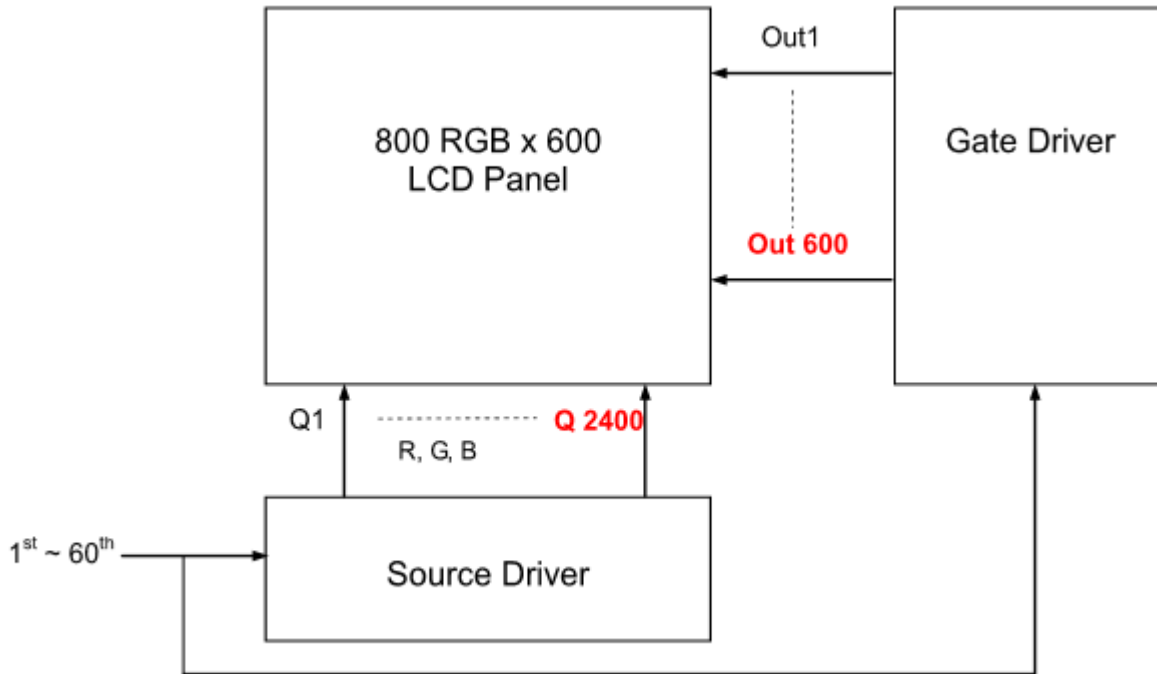 Out1
800 RGB x 600
LCD Panel
Gate Driver
Out 600
Q1
Q 2400
R, G, B
1st ~ 60th
Source Driver